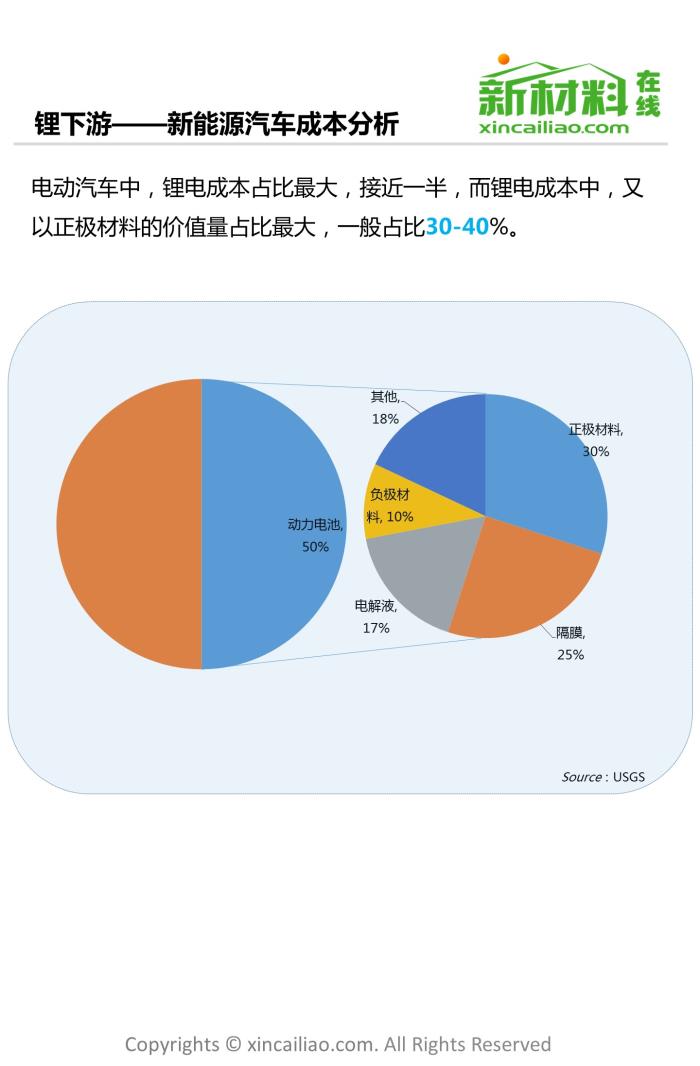 新材料在线
xincailiao.com
锂下游——新能源汽车成本分析
电动汽车中，锂电成本占比最大，接近一半，而锂电成本中，又
以正极材料的价值量占比最大，一般占比30-40%。
其他,
18%
正极材料,
30%
负极材
料, 10%
动力电池,
50%
电解液,
17%
隔膜,
25%
Source：USGS
Copyrights © xincailiao.com. All Rights Reserved